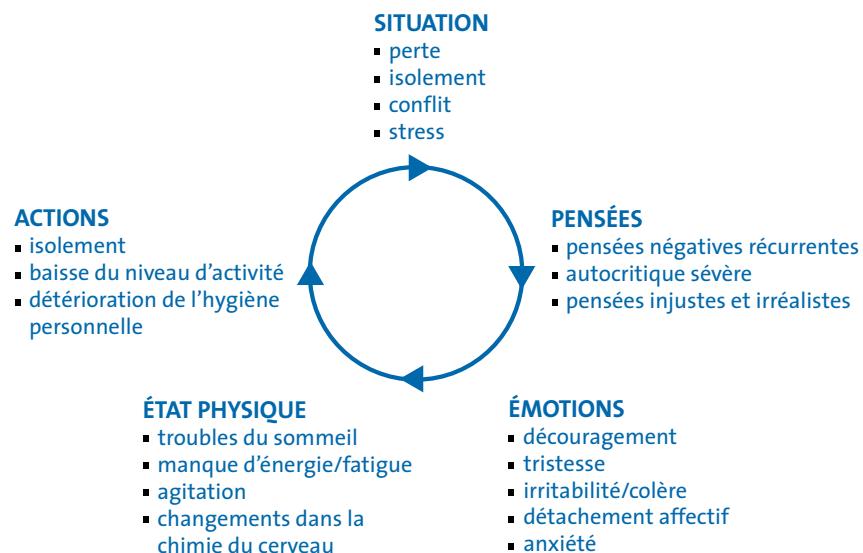 SITUATION
▪ perte
▪ isolement
▪ conflit
▪ stress
ACTIONS
▪ isolement
▪ baisse du niveau d’activité
▪ détérioration de l’hygiène
personnelle
PENSÉES
▪ pensées négatives récurrentes
▪ autocritique sévère
▪ pensées injustes et irréalistes
ÉTAT PHYSIQUE
▪ troubles du sommeil
▪ manque d’énergie/fatigue
▪ agitation
▪ changements dans la
chimie du cerveau
ÉMOTIONS
▪ découragement
▪ tristesse
▪ irritabilité/colère
▪ détachement affectif
▪ anxiété